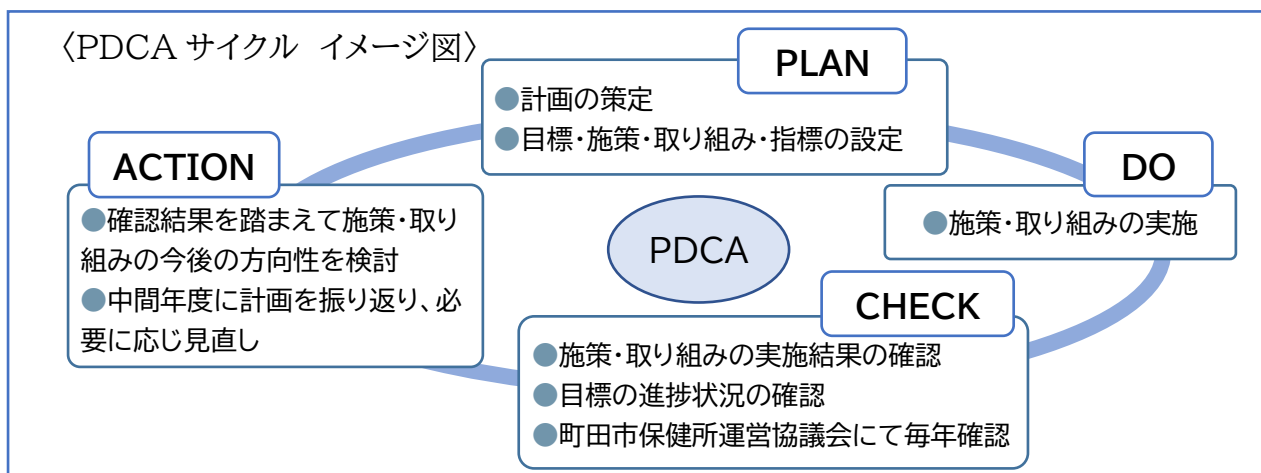 〈PDCA サイクル イメージ図〉
PLAN
●計画の策定
●目標・施策・取り組み・指標の設定
DO
●施策・取り組みの実施
CHECK
●施策・取り組みの実施結果の確認
●目標の進捗状況の確認
●町田市保健所運営協議会にて毎年確認
ACTION
●確認結果を踏まえて施策・取り
組みの今後の方向性を検討
●中間年度に計画を振り返り、必
要に応じ見直し
PDCA